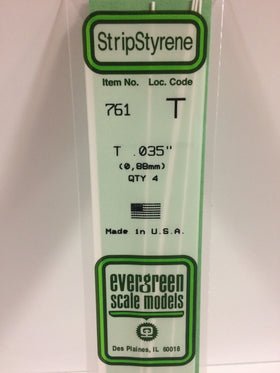 StripStyrene
Item No. Loc. Code
761 T
T .035"
(0,88mm)
QTY 4
Made in U.S.A.
evergreen
scale models
Des Plaines, IL 60018